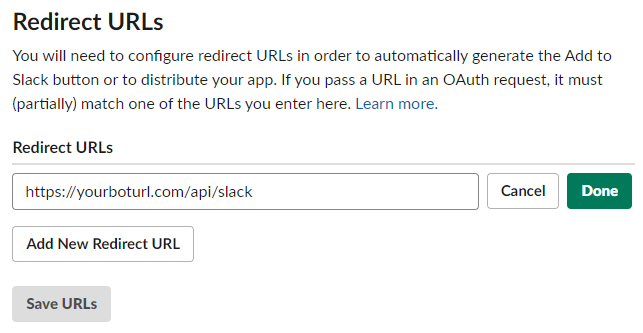 Redirect URLs
You will need to configure redirect URLs in order to automatically generate the Add to
Slack button or to distribute your app. If you pass a URL in an OAuth request, it must
(partially) match one of the URLs you enter here. Learn more.
Redirect URLs
https://yourboturl.com/api/slack Cancel Done
Add New Redirect URL
Save URLs